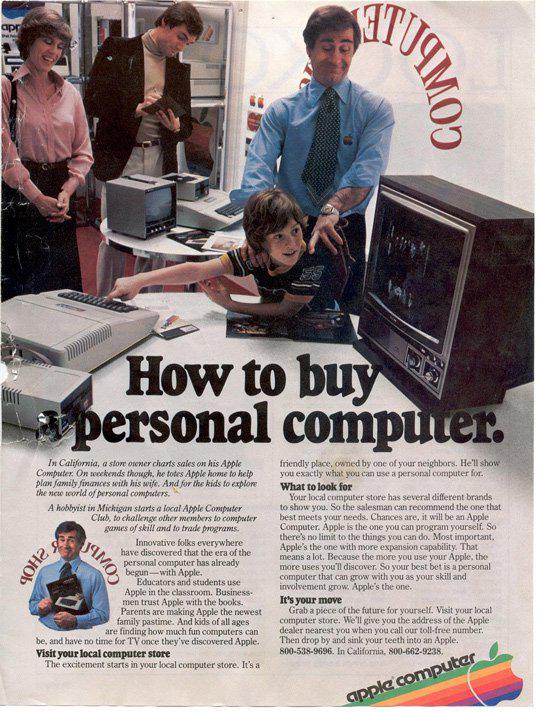 apple
COMPUTER
35
How to buy
a personal computer.
In California, a store owner charts sales on his Apple
Computer. On weekends though, he totes Apple home to help
plan family finances with his wife. And for the kids to explore
the new world of personal computers.
A hobbyist in Michigan starts a local Apple Computer
Club, to challenge other members to computer
games of skill and to trade programs.
Innovative folks everywhere
have discovered that the era of the
personal computer has already
begun—with Apple.
Educators and students use
Apple in the classroom. Business-
men trust Apple with the books.
Parents are making Apple the newest
family pastime. And kids of all ages
are finding how much fun computers can
be, and have no time for TV once they've discovered Apple.
Visit your local computer store
The excitement starts in your local computer store. It's a
COMPUTER SHOP
friendly place, owned by one of your neighbors. He'll show
you exactly what you can use a personal computer for.
What to look for
Your local computer store has several different brands
to show you. So the salesman can recommend the one that
best meets your needs. Chances are, it will be an Apple
Computer. Apple is the one you can program yourself. So
there's no limit to the things you can do. Most important,
Apple's the one with more expansion capability. That
means a lot. Because the more you use your Apple, the
more uses you'll discover. So your best bet is a personal
computer that can grow with you as your skill and
involvement grow. Apple's the one.
It's your move
Grab a piece of the future for yourself. Visit your local
computer store. We'll give you the address of the Apple
dealer nearest you when you call our toll-free number.
Then drop by and sink your teeth into an Apple.
800-538-9696. In California, 800-662-9238.
apple computer